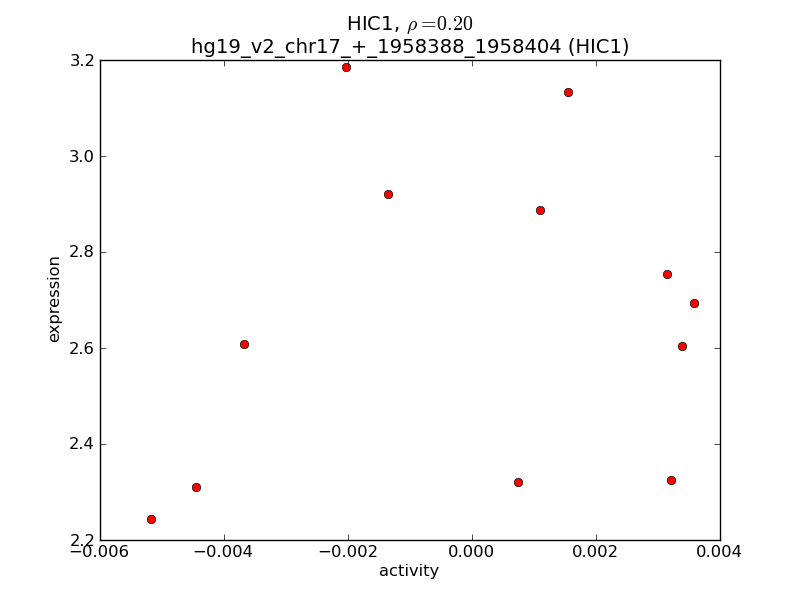 HIC1, ρ=0.20
hg19_v2_chr17_+_1958388_1958404 (HIC1)
3.2
3.0
2.8
2.6
2.4
2.2
expression
−0.006 −0.004 −0.002 0.000 0.002 0.004
activity